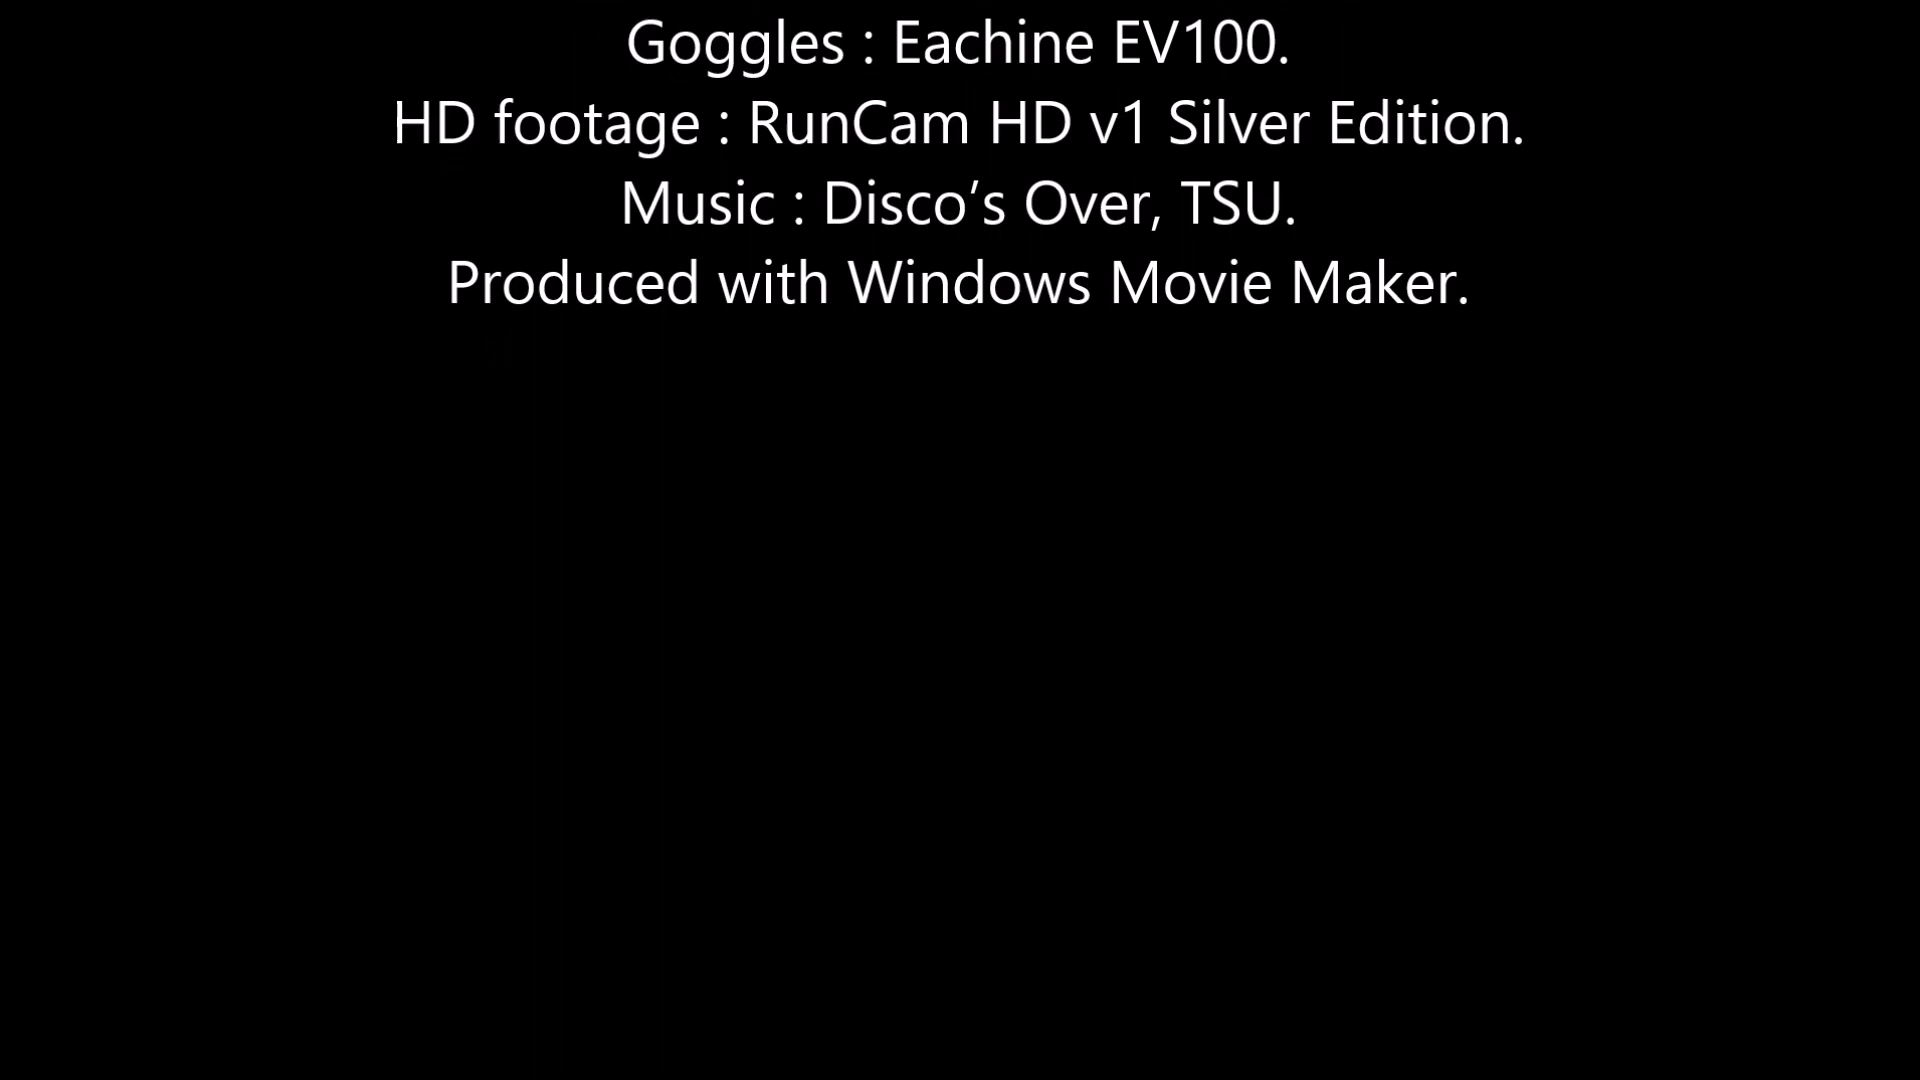 Goggles : Eachine EV100.
HD footage : RunCam HD v1 Silver Edition.
Music : Disco’s Over, TSU.
Produced with Windows Movie Maker.